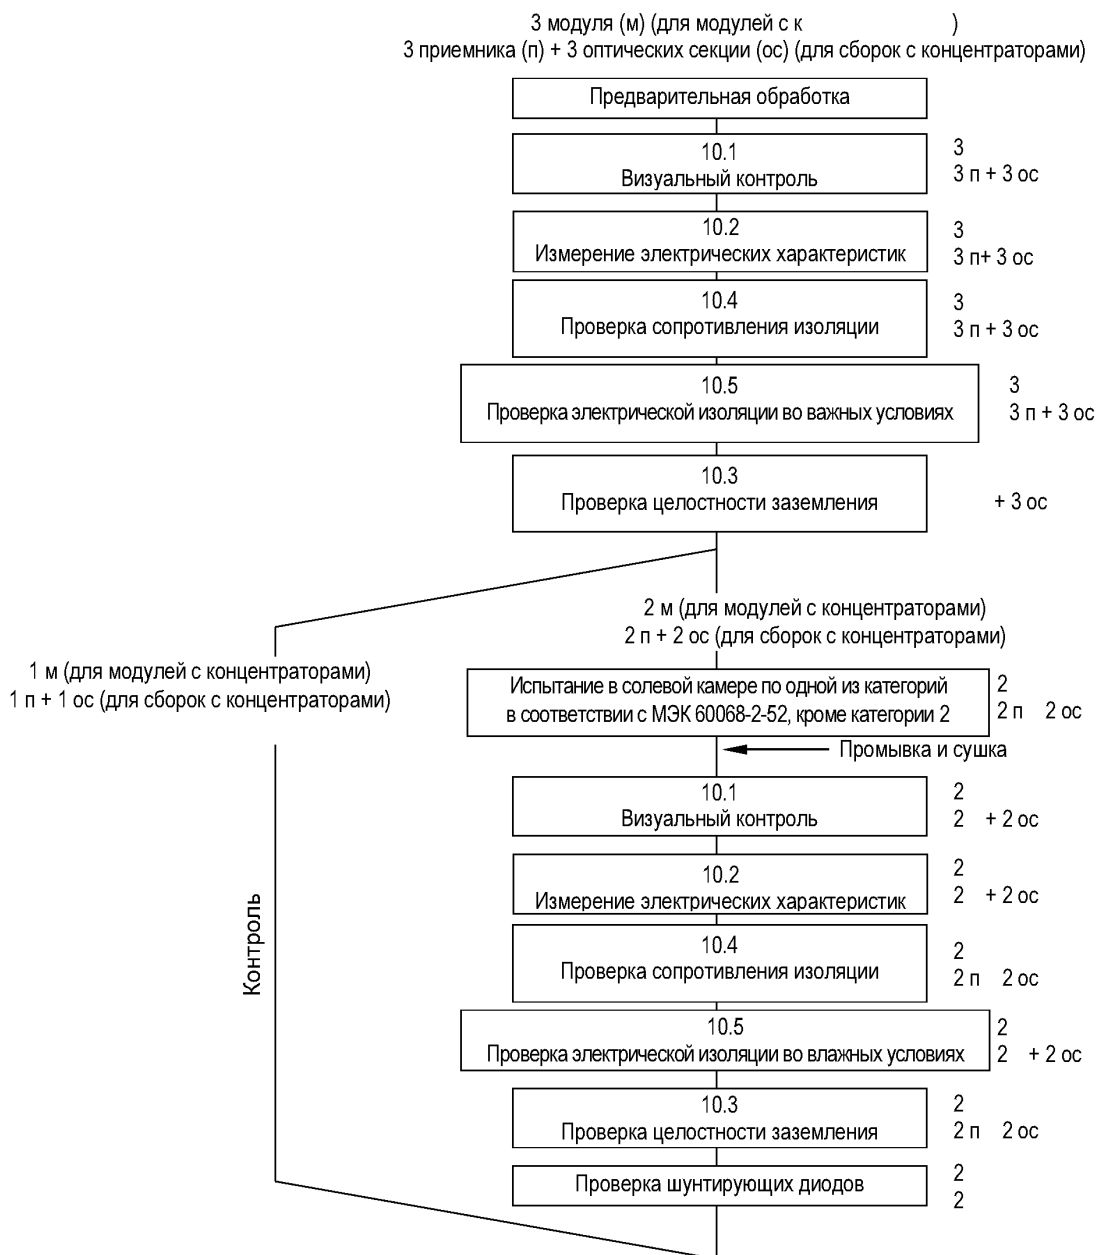 3 модуля (м) (для модулей с к )
3 приемника (п) + 3 оптических секции (ос) (для сборок с концентраторами)
Предварительная обработка
10.1
Визуальный контроль
3
3 п + 3 ос
10.2
Измерение электрических характеристик
3
3 п+ 3 ос
10.4
Проверка сопротивления изоляции
3
3 п + 3 ос
10.5
Проверка электрической изоляции во важных условиях
3
3 п + 3 ос
10.3
Проверка целостности заземления
+ 3 ос
2 м (для модулей с концентраторами)
2 п + 2 ос (для сборок с концентраторами)
1 м (для модулей с концентраторами)
1 п + 1 ос (для сборок с концентраторами)
Испытание в солевой камере по одной из категорий
в соответствии с МЭК 60068-2-52, кроме категории 2
2
2 п 2 ос
Промывка и сушка
10.1
Визуальный контроль
2
2 + 2 ос
10.2
Измерение электрических характеристик
2
2 + 2 ос
Контроль
10.4
Проверка сопротивления изоляции
2
2 п 2 ос
10.5
Проверка электрической изоляции во влажных условиях
2
2 + 2 ос
10.3
Проверка целостности заземления
2
2 п 2 ос
Проверка шунтирующих диодов
2
2